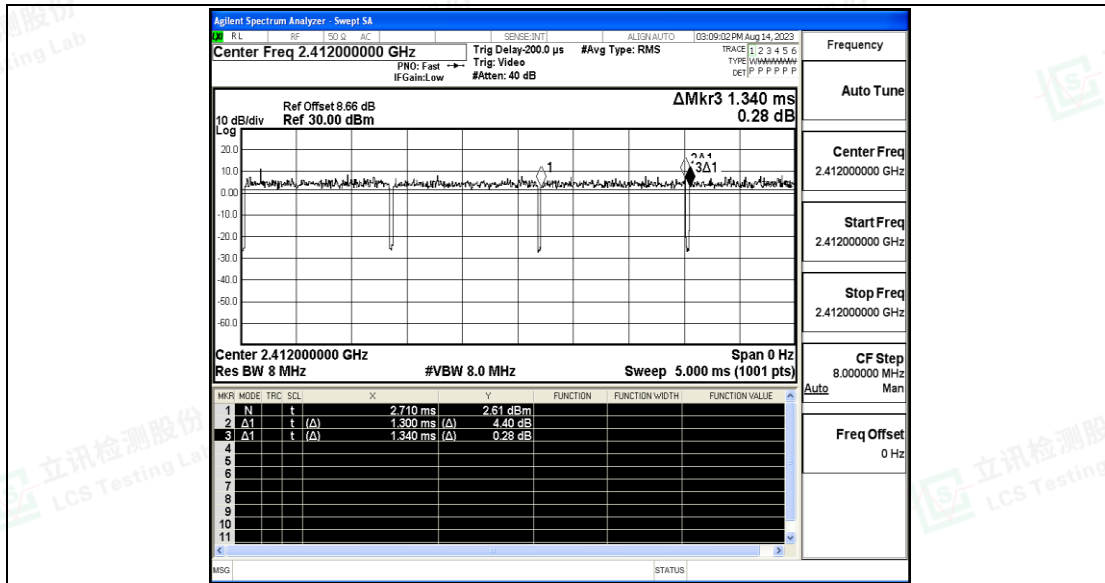 Agilent Spectrum Analyzer - Swept SA
RL RF 50 Ω AC SENSE:INT ALIGN AUTO 03:09:02 PM Aug 14, 2023
Center Freq 2.412000000 GHz
PNO: Fast
IFGain:Low
Trig Delay-200.0 µs
Trig: Video
#Atten: 40 dB
#Avg Type: RMS
TRACE 1 2 3 4 5 6
TYPE
DET P P P P P P
Ref Offset 8.66 dB
Ref 30.00 dBm
10 dB/div
Log
ΔMkr3 1.340 ms
0.28 dB
20.0
10.0
0.00
-10.0
-20.0
-30.0
-40.0
-50.0
-60.0
1
3Δ1
Center 2.412000000 GHz Span 0 Hz
Res BW 8 MHz #VBW 8.0 MHz Sweep 5.000 ms (1001 pts)
MKR MODE TRC SCL X Y FUNCTION FUNCTION WIDTH FUNCTION VALUE
1 N t 2.710 ms 2.61 dBm
2 Δ1 t (Δ) 1.300 ms (Δ) 4.40 dB
3 Δ1 t (Δ) 1.340 ms (Δ) 0.28 dB
4
5
6
7
8
9
10
11
MSG STATUS
Frequency
Auto Tune
Center Freq
2.412000000 GHz
Start Freq
2.412000000 GHz
Stop Freq
2.412000000 GHz
CF Step
8.000000 MHz
Auto Man
Freq Offset
0 Hz
立讯检测股份
LCS Testing Lab
立讯检测股
LCS Testing